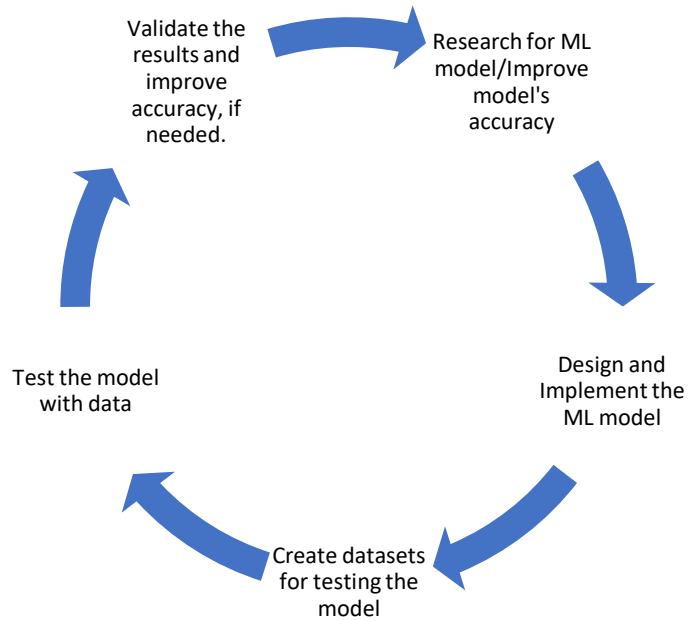 Validate the
results and
improve
accuracy, if
needed.
Research for ML
model/Improve
model's
accuracy
Design and
Implement the
ML model
Create datasets
for testing the
model
Test the model
with data